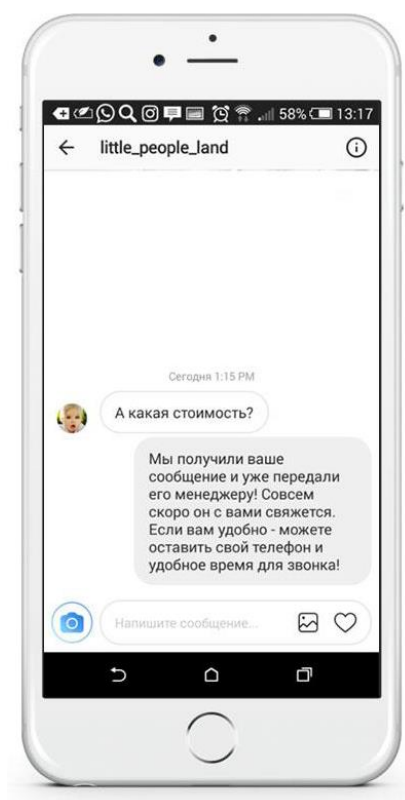 58% 13:17
little_people_land
Сегодня 1:15 PM
А какая стоимость?
Мы получили ваше
сообщение и уже передали
его менеджеру! Совсем
скоро он с вами свяжется.
Если вам удобно - можете
оставить свой телефон и
удобное время для звонка!
Напишите сообщение...